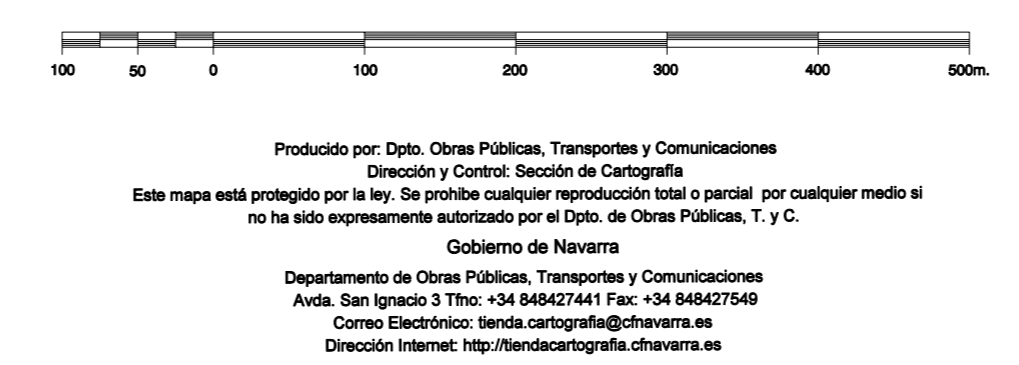 100 50 0 100 200 300 400 500m.
Producido por: Dpto. Obras Públicas, Transportes y Comunicaciones
Dirección y Control: Sección de Cartografía
Este mapa está protegido por la ley. Se prohibe cualquier reproducción total o parcial por cualquier medio si
no ha sido expresamente autorizado por el Dpto. de Obras Públicas, T. y C.
Gobierno de Navarra
Departamento de Obras Públicas, Transportes y Comunicaciones
Avda. San Ignacio 3 Tfno: +34 848427441 Fax: +34 848427549
Correo Electrónico: tienda.cartografia@cfnavarra.es
Dirección Internet: http://tiendacartografia.cfnavarra.es